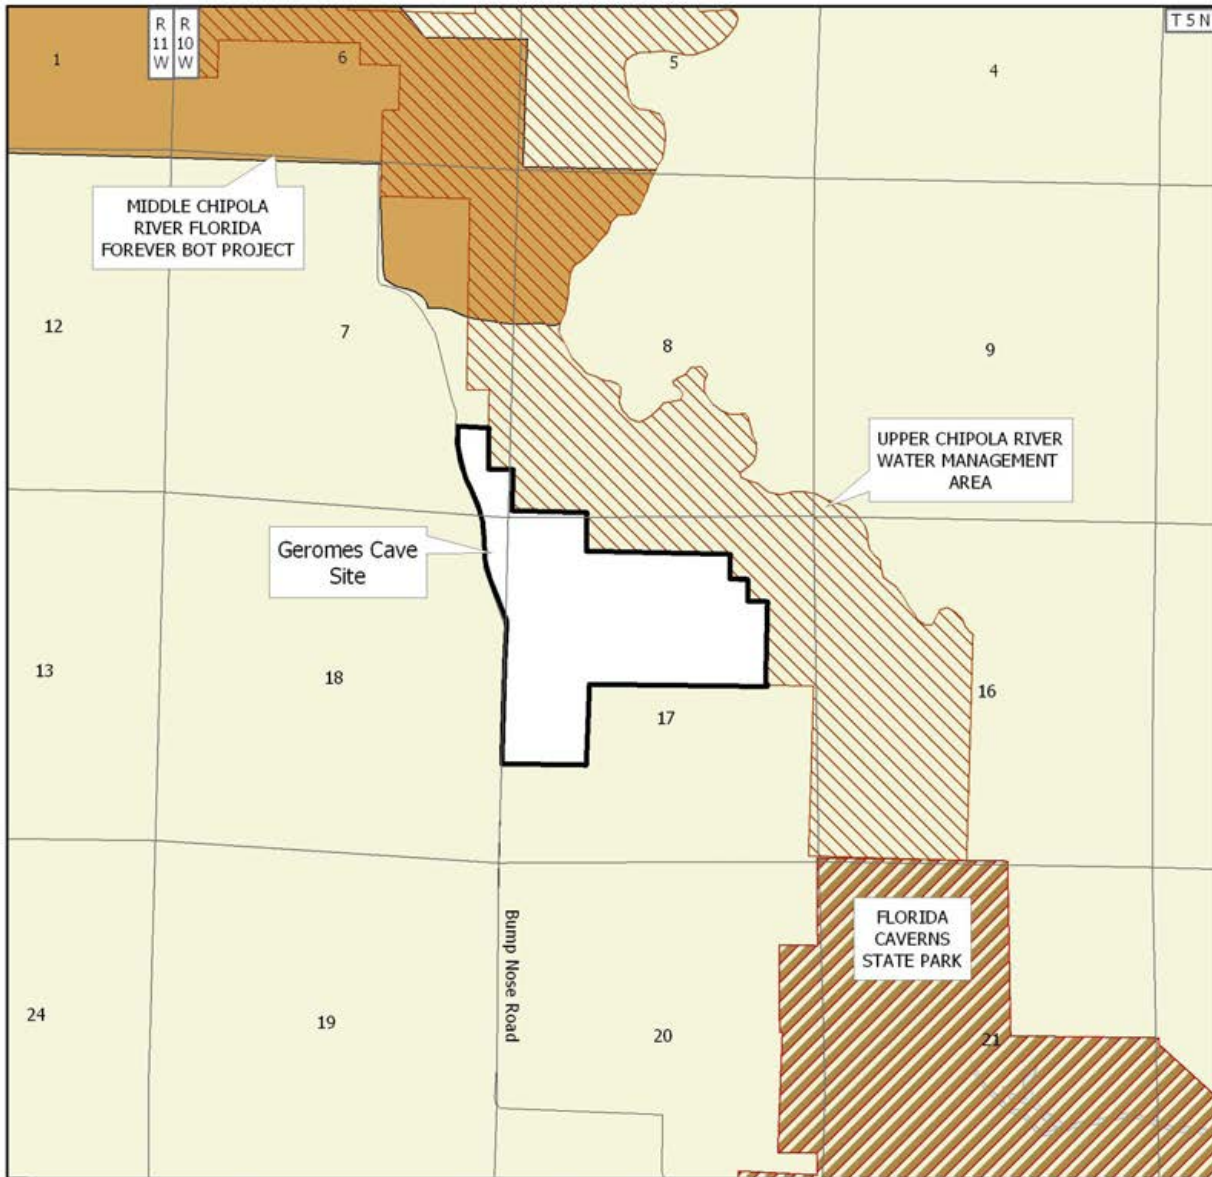 R R
11 10
W W
T 5 N
1
6
5
4
MIDDLE CHIPOLA
RIVER FLORIDA
FOREVER BOT PROJECT
12
7
8
9
UPPER CHIPOLA RIVER
WATER MANAGEMENT
AREA
Geromes Cave
Site
13
18
17
16
Bump Nose Road
FLORIDA
CAVERNS
STATE PARK
24
19
20
21